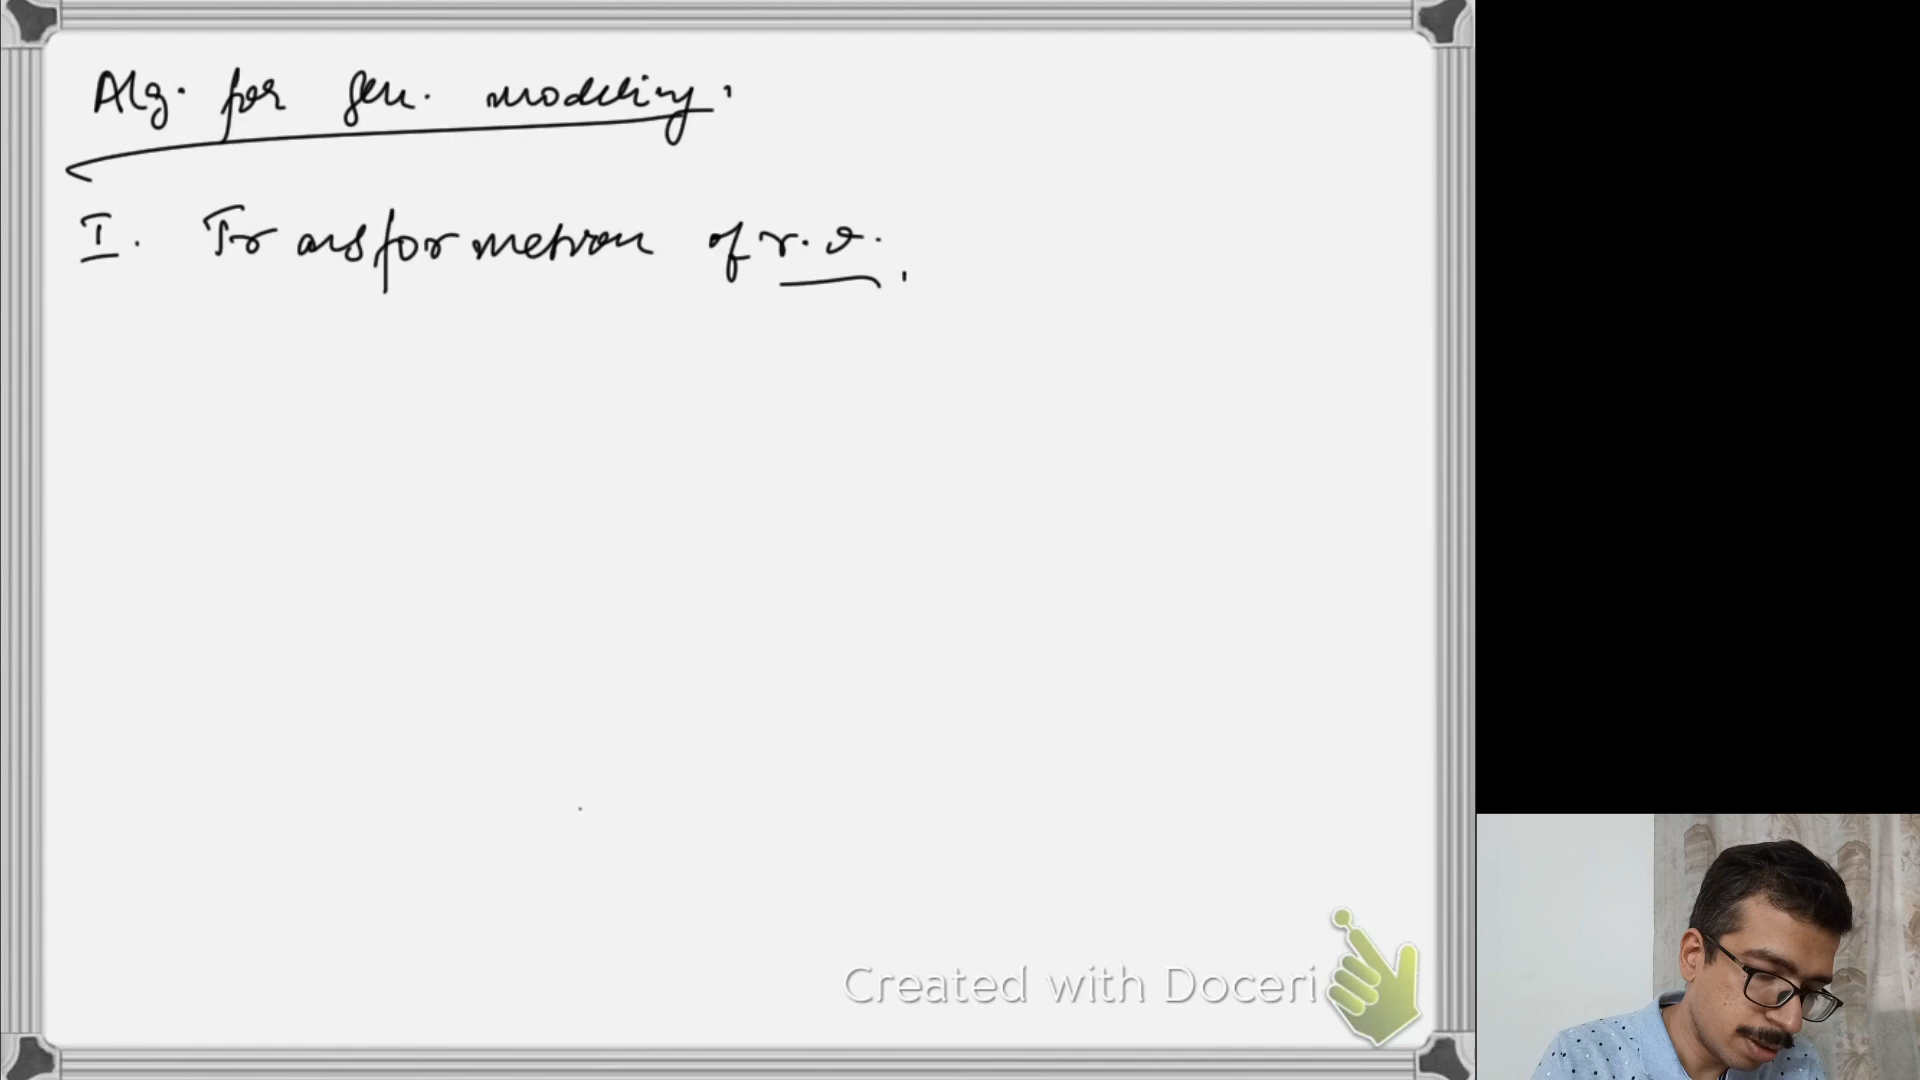 Alg. for gen. modeling.
I. Transformation of r.v.
Created with Doceri